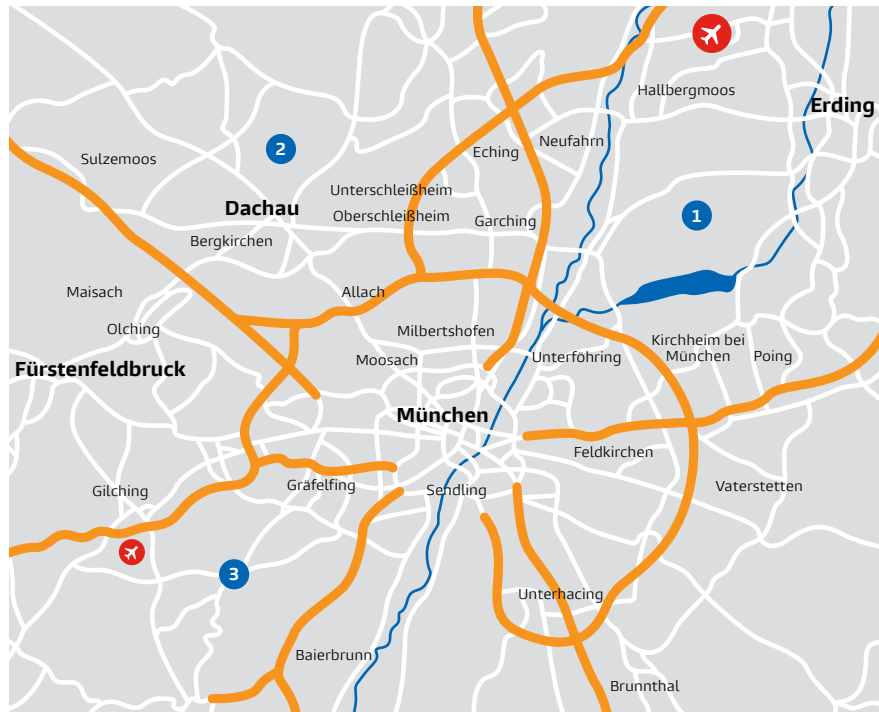 Hallbergmoos
Erding
Neufahrn
Eching
2
Sulzemoos
Unterschleißheim
Dachau
Oberschleißheim
Garching
1
Bergkirchen
Maisach
Allach
Olching
Milbertshofen
Kirchheim bei
München
Poing
Moosach
Unterföhring
Fürstenfeldbruck
München
Feldkirchen
Gilching
Gräfelfing
Sendling
Vaterstetten
3
Unterhacing
Baierbrunn
Brunnthal